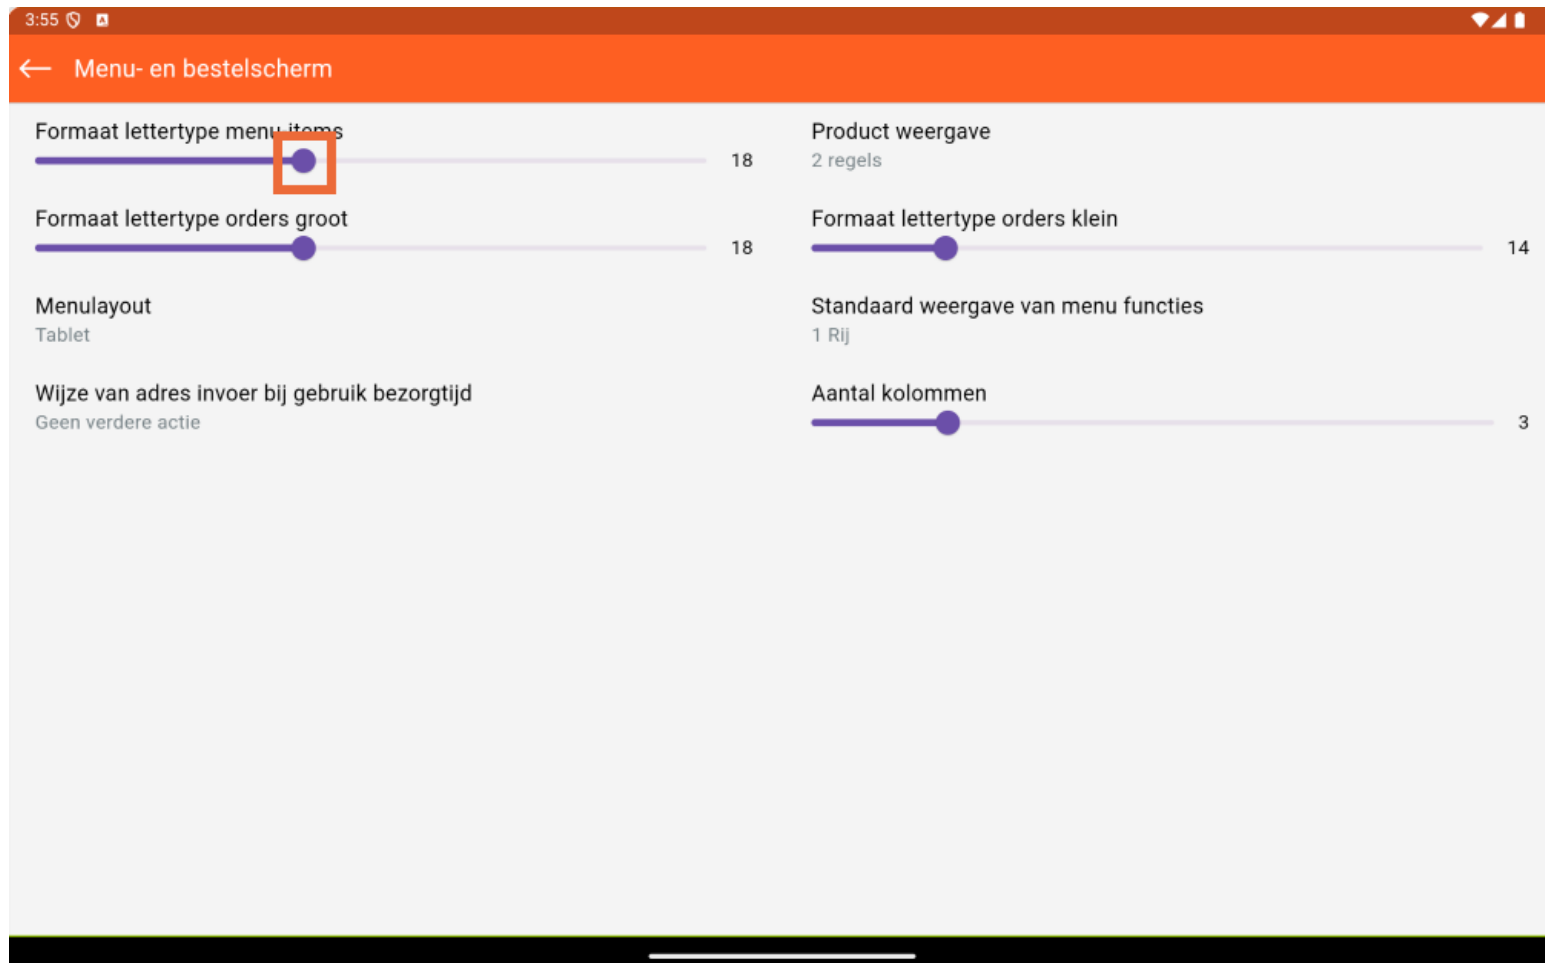 3:55
Menu- en bestelscherm
Formaat lettertype menu items
18
Product weergave
2 regels
Formaat lettertype orders groot
18
Formaat lettertype orders klein
14
Menulayout
Tablet
Standaard weergave van menu functies
1 Rij
Wijze van adres invoer bij gebruik bezorgtijd
Geen verdere actie
Aantal kolommen
3